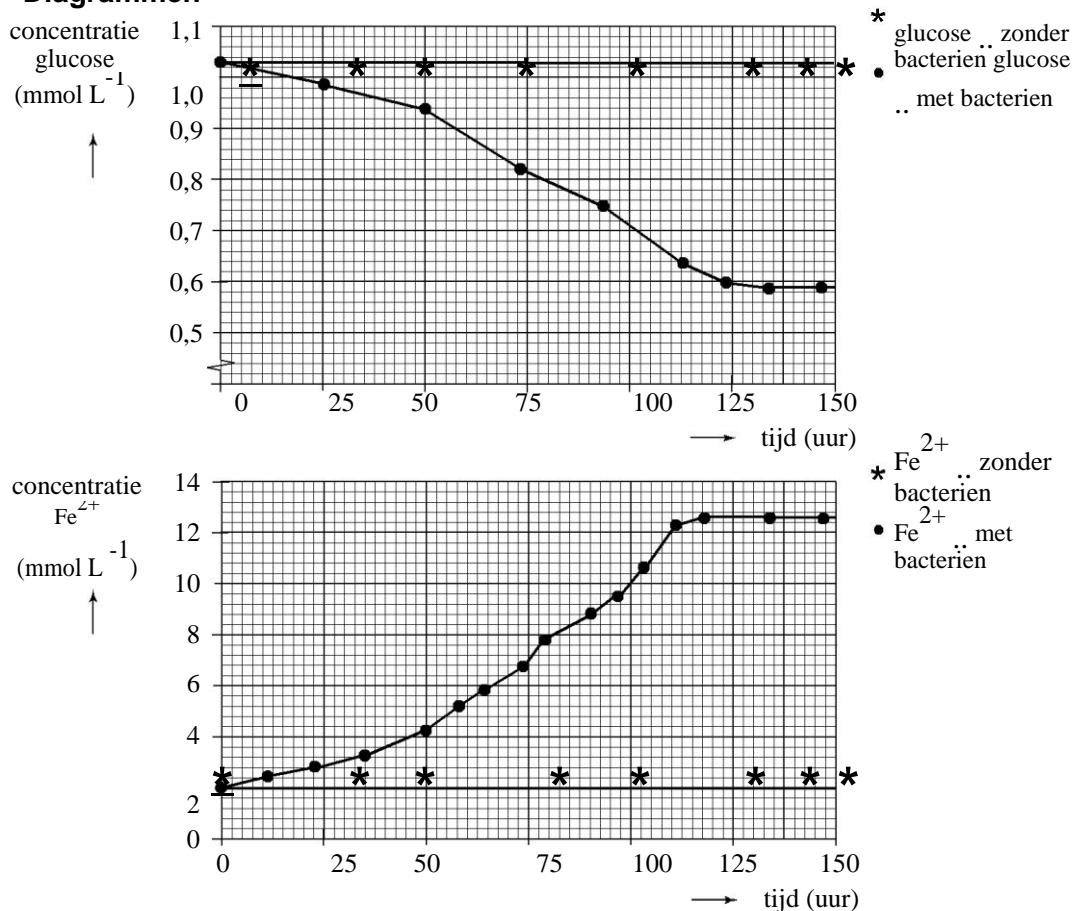 Diagrammen
concentratie
glucose
(mmol L⁻¹)
1,1
1,0
0,9
0,8
0,7
0,6
0,5
0 25 50 75 100 125 150
tijd (uur)
* glucose .. zonder
bacterien glucose
• .. met bacterien
concentratie
Fe²⁺
(mmol L⁻¹)
14
12
10
8
6
4
2
0
0 25 50 75 100 125 150
tijd (uur)
* Fe²⁺ .. zonder
bacterien
• Fe²⁺ .. met
bacterien